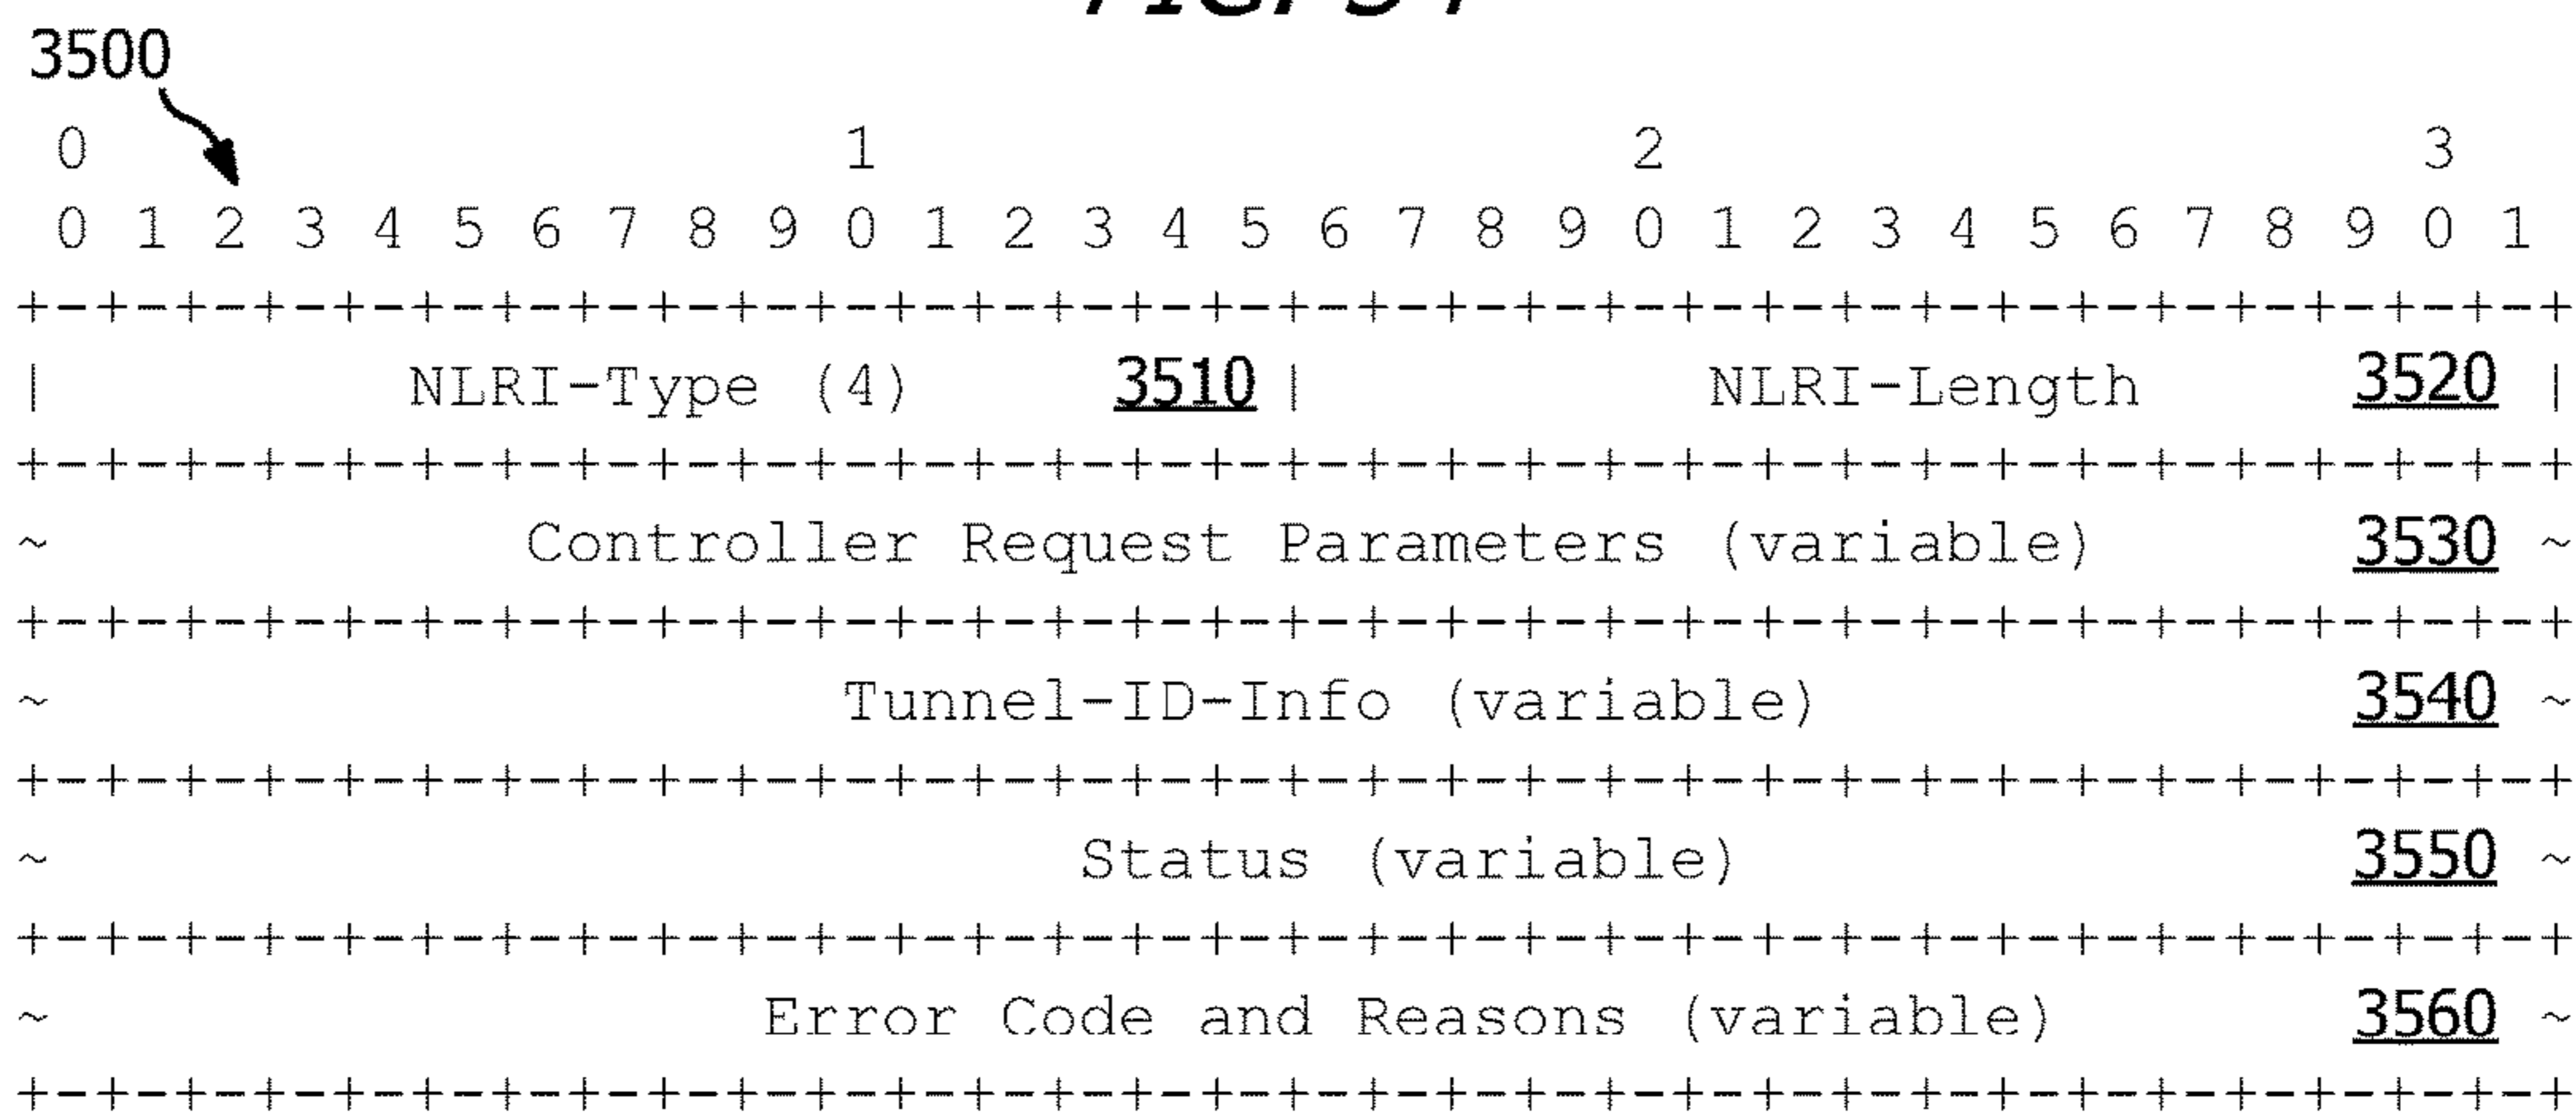 FIG. 34
3500
0 1 2 3
0 1 2 3 4 5 6 7 8 9 0 1 2 3 4 5 6 7 8 9 0 1 2 3 4 5 6 7 8 9 0 1
+-+-+-+-+-+-+-+-+-+-+-+-+-+-+-+-+-+-+-+-+-+-+-+-+-+-+-+-+-+-+-+-+
| NLRI-Type (4) 3510 | NLRI-Length 3520 |
+-+-+-+-+-+-+-+-+-+-+-+-+-+-+-+-+-+-+-+-+-+-+-+-+-+-+-+-+-+-+-+-+
~ Controller Request Parameters (variable) 3530 ~
+-+-+-+-+-+-+-+-+-+-+-+-+-+-+-+-+-+-+-+-+-+-+-+-+-+-+-+-+-+-+-+-+
~ Tunnel-ID-Info (variable) 3540 ~
+-+-+-+-+-+-+-+-+-+-+-+-+-+-+-+-+-+-+-+-+-+-+-+-+-+-+-+-+-+-+-+-+
~ Status (variable) 3550 ~
+-+-+-+-+-+-+-+-+-+-+-+-+-+-+-+-+-+-+-+-+-+-+-+-+-+-+-+-+-+-+-+-+
~ Error Code and Reasons (variable) 3560 ~
+-+-+-+-+-+-+-+-+-+-+-+-+-+-+-+-+-+-+-+-+-+-+-+-+-+-+-+-+-+-+-+-+